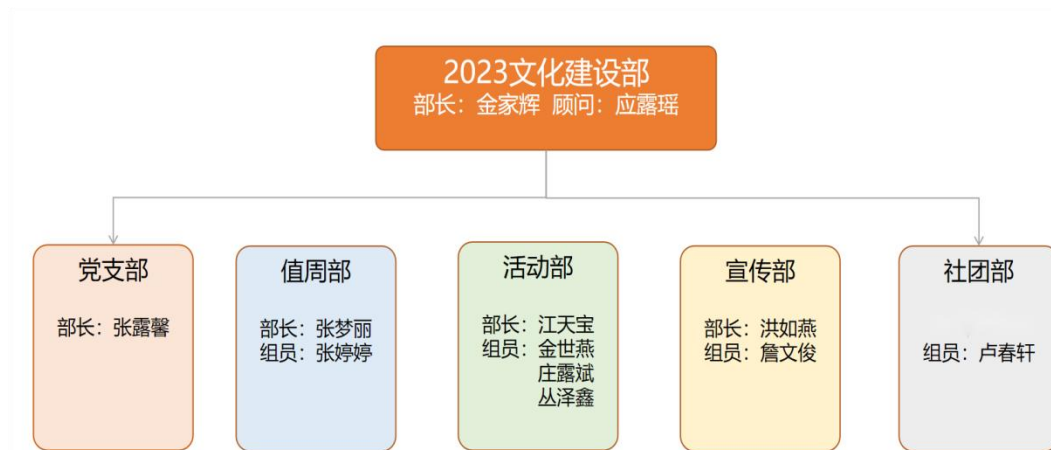 2023文化建设部
部长：金家辉 顾问：应露瑶
党支部
部长：张露馨
值周部
部长：张梦丽
组员：张婷婷
活动部
部长：江天宝
组员：金世燕
庄露斌
丛泽鑫
宣传部
部长：洪如燕
组员：詹文俊
社团部
组员：卢春轩